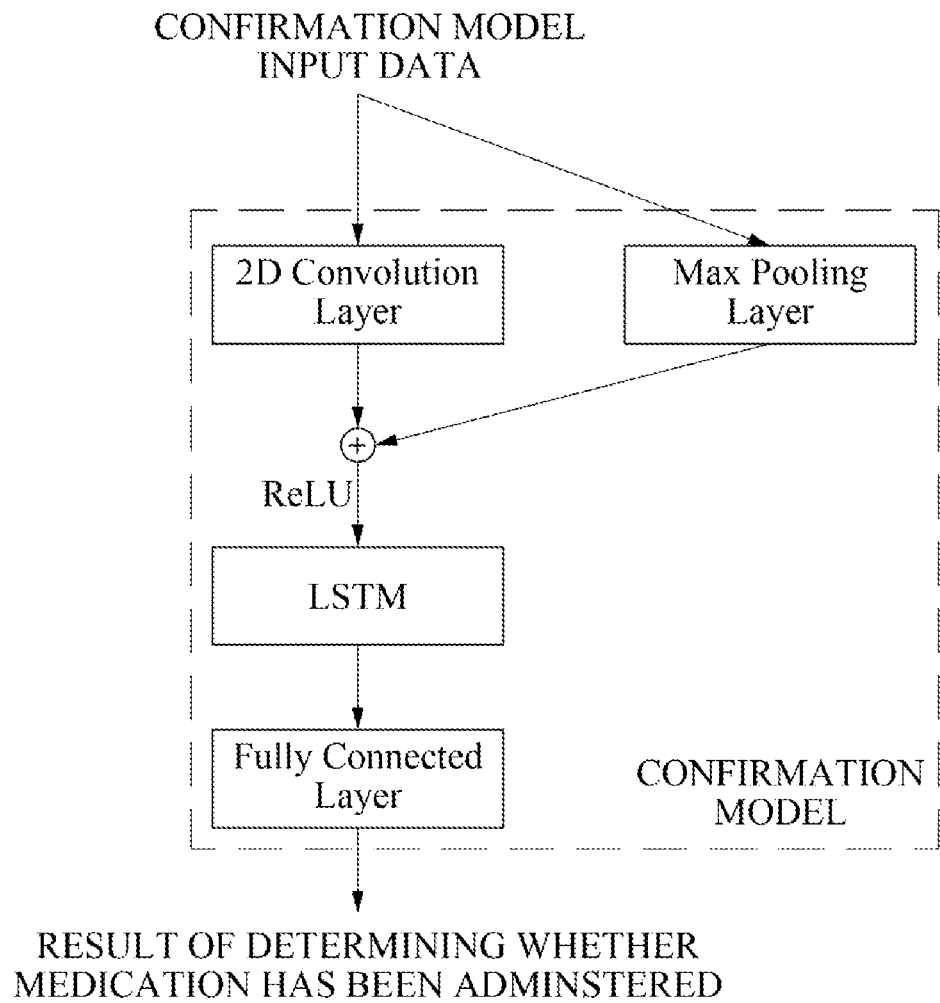 CONFIRMATION MODEL
INPUT DATA
2D Convolution
Layer
Max Pooling
Layer
+
ReLU
LSTM
Fully Connected
Layer
CONFIRMATION
MODEL
RESULT OF DETERMINING WHETHER
MEDICATION HAS BEEN ADMINSTERED